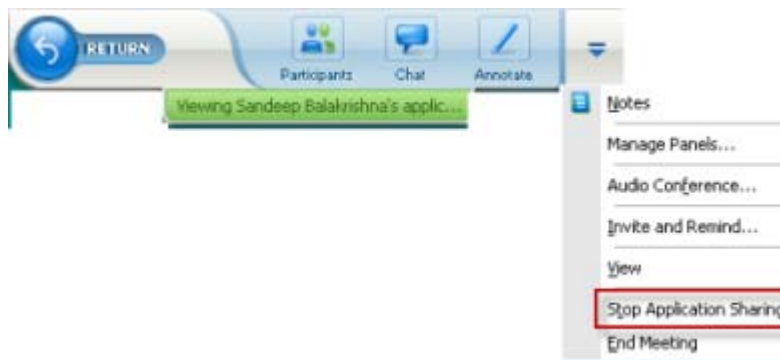 RETURN
Participants Chat Annotate
Viewing Sandeep Balakrishna's applic...
Notes
Manage Panels...
Audio Conference...
Invite and Remind...
View
Stop Application Sharing
End Meeting